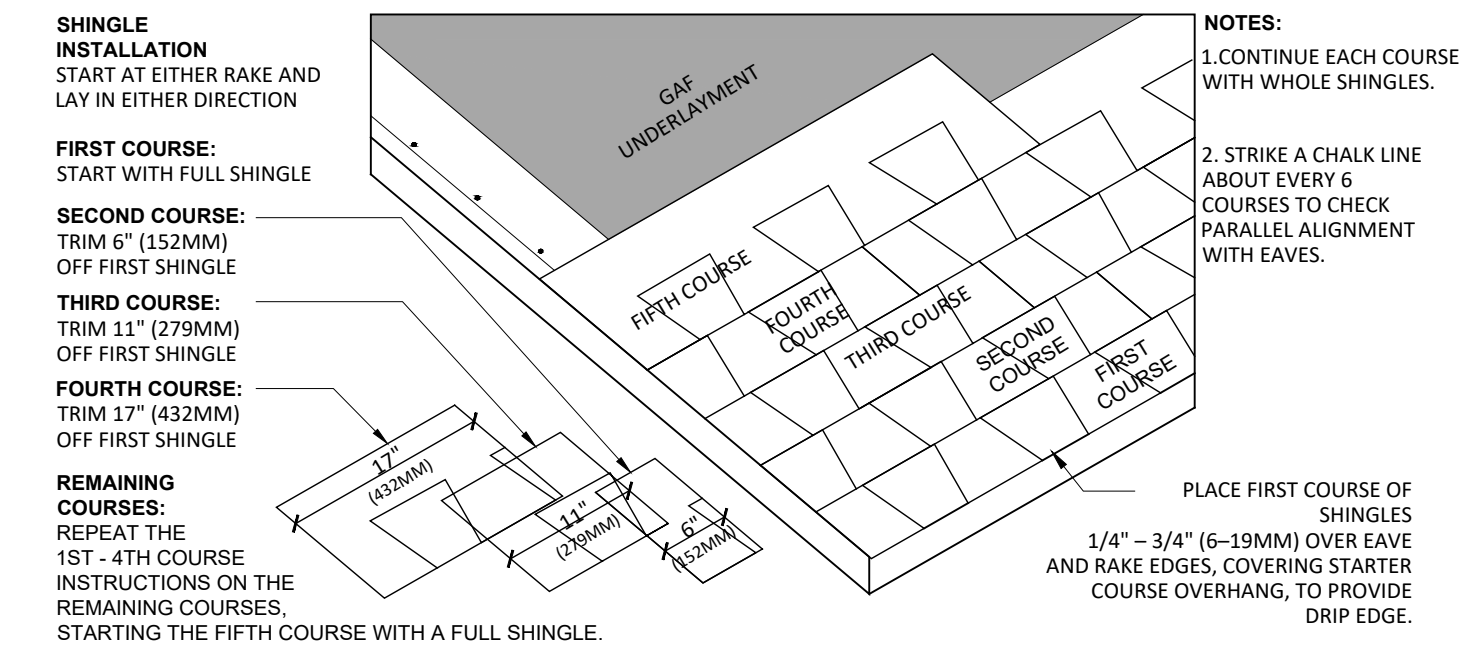 SHINGLE
INSTALLATION
START AT EITHER RAKE AND
LAY IN EITHER DIRECTION
FIRST COURSE:
START WITH FULL SHINGLE
SECOND COURSE:
TRIM 6" (152MM)
OFF FIRST SHINGLE
THIRD COURSE:
TRIM 11" (279MM)
OFF FIRST SHINGLE
FOURTH COURSE:
TRIM 17" (432MM)
OFF FIRST SHINGLE
REMAINING
COURSES:
REPEAT THE
1ST - 4TH COURSE
INSTRUCTIONS ON THE
REMAINING COURSES,
STARTING THE FIFTH COURSE WITH A FULL SHINGLE.
17"
(432MM)
11"
(279MM)
6"
(152MM)
GAF
UNDERLAYMENT
FIFTH COURSE
FOURTH
COURSE
THIRD COURSE
SECOND
COURSE
FIRST
COURSE
NOTES:
1.CONTINUE EACH COURSE
WITH WHOLE SHINGLES.
2. STRIKE A CHALK LINE
ABOUT EVERY 6
COURSES TO CHECK
PARALLEL ALIGNMENT
WITH EAVES.
PLACE FIRST COURSE OF
SHINGLES
1/4" – 3/4" (6–19MM) OVER EAVE
AND RAKE EDGES, COVERING STARTER
COURSE OVERHANG, TO PROVIDE
DRIP EDGE.